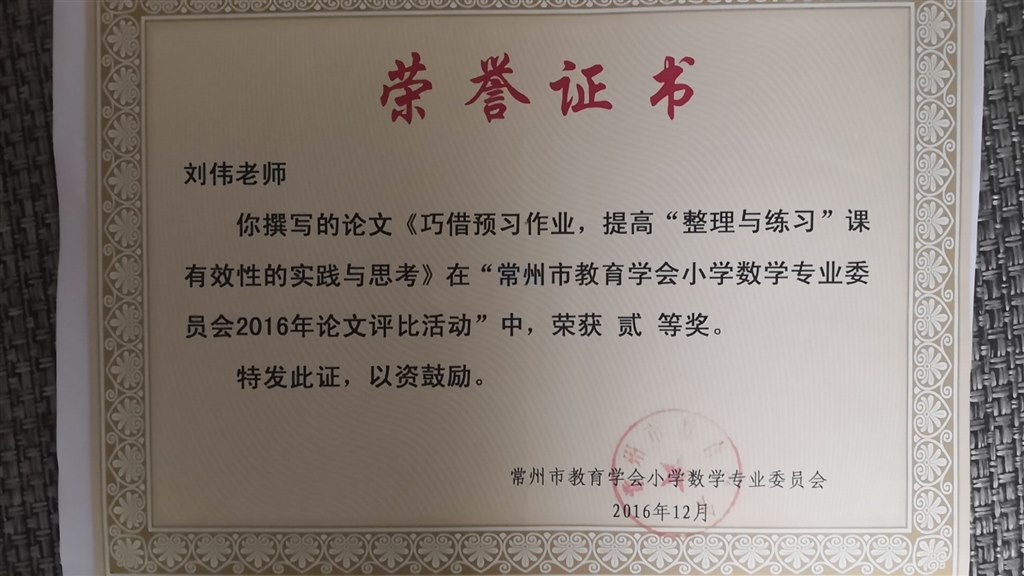 荣誉证书
刘伟老师
你撰写的论文《巧借预习作业，提高“整理与练习”课
有效性的实践与思考》在“常州市教育学会小学数学专业委
员会2016年论文评比活动”中，荣获 贰 等奖。
特发此证，以资鼓励。
常州市教育学会小学数学专业委员会
2016年12月